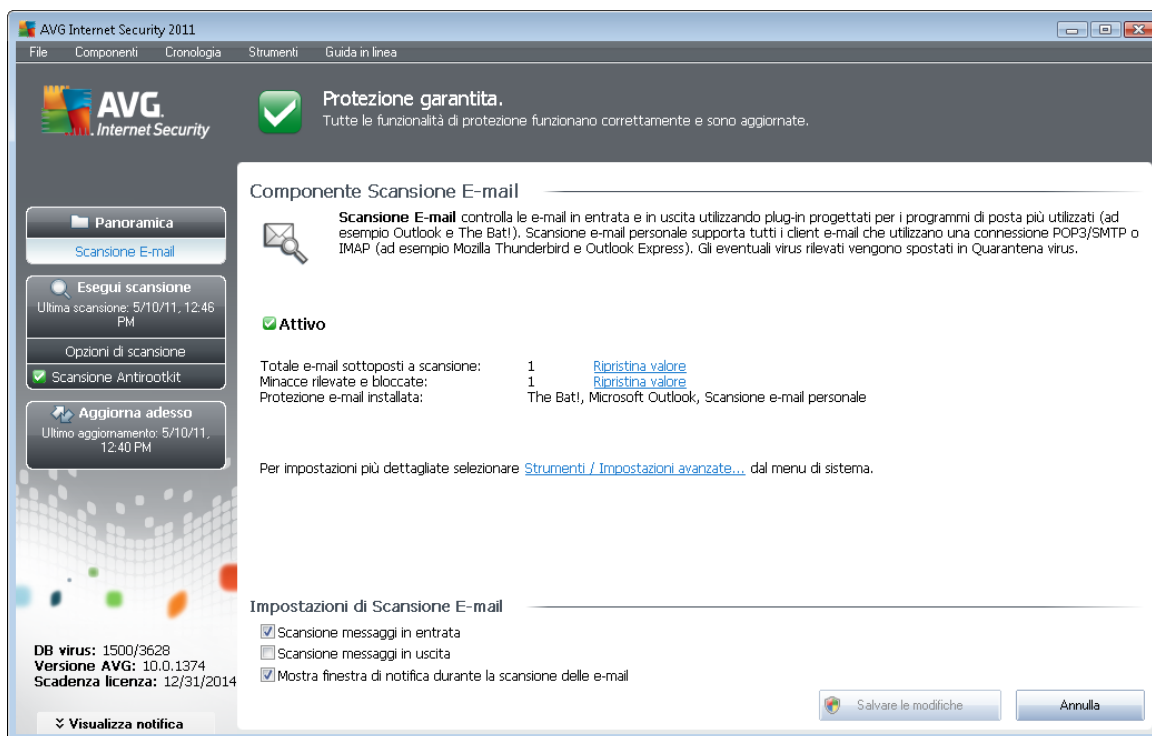 AVG Internet Security 2011
File Componenti Cronologia Strumenti Guida in linea
AVG.
Internet Security
Protezione garantita.
Tutte le funzionalità di protezione funzionano correttamente e sono aggiornate.
Panoramica
Scansione E-mail
Esegui scansione
Ultima scansione: 5/10/11, 12:46
PM
Opzioni di scansione
Scansione Antirootkit
Aggiorna adesso
Ultimo aggiornamento: 5/10/11,
12:40 PM
DB virus: 1500/3628
Versione AVG: 10.0.1374
Scadenza licenza: 12/31/2014
Visualizza notifica
Componente Scansione E-mail
Scansione E-mail controlla le e-mail in entrata e in uscita utilizzando plug-in progettati per i programmi di posta più utilizzati (ad
esempio Outlook e The Bat!). Scansione e-mail personale supporta tutti i client e-mail che utilizzano una connessione POP3/SMTP o
IMAP (ad esempio Mozilla Thunderbird e Outlook Express). Gli eventuali virus rilevati vengono spostati in Quarantena virus.
Attivo
Totale e-mail sottoposti a scansione: 1 Ripristina valore
Minacce rilevate e bloccate: 1 Ripristina valore
Protezione e-mail installata: The Bat!, Microsoft Outlook, Scansione e-mail personale
Per impostazioni più dettagliate selezionare Strumenti / Impostazioni avanzate... dal menu di sistema.
Impostazioni di Scansione E-mail
Scansione messaggi in entrata
Scansione messaggi in uscita
Mostra finestra di notifica durante la scansione delle e-mail
Salvare le modifiche
Annulla